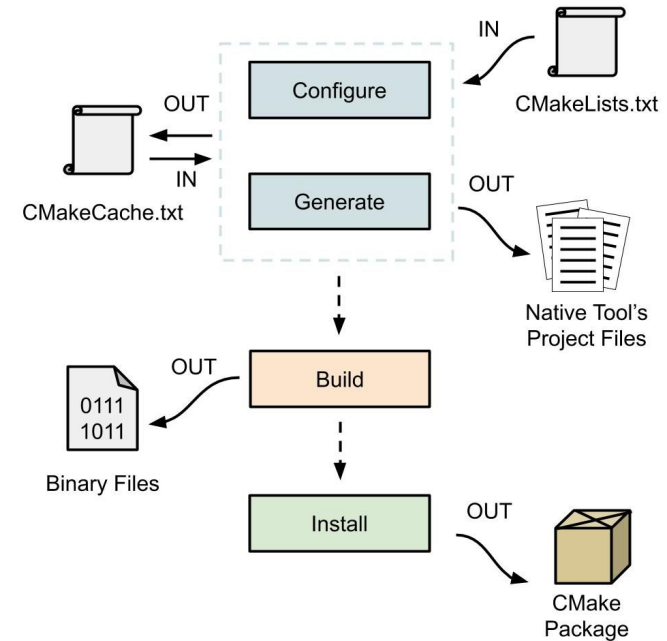 IN
Configure
CMakeLists.txt
OUT
IN
CMakeCache.txt
Generate
OUT
Native Tool's
Project Files
OUT
Build
0111
1011
Binary Files
Install
OUT
CMake
Package